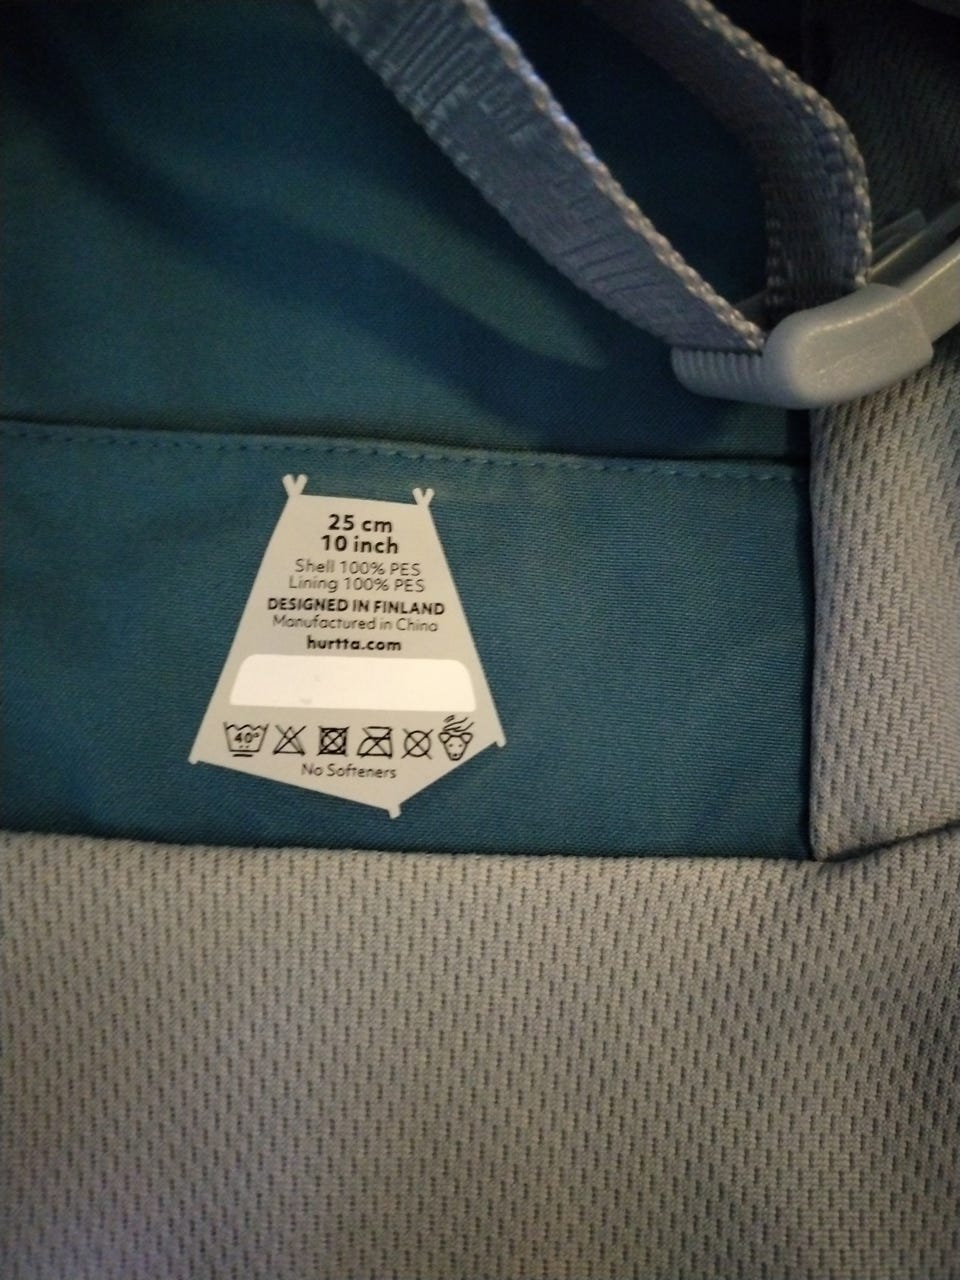 25 cm
10 inch
Shell 100% PES
Lining 100% PES
DESIGNED IN FINLAND
Manufactured in China
hurtta.com
40°
No Softeners